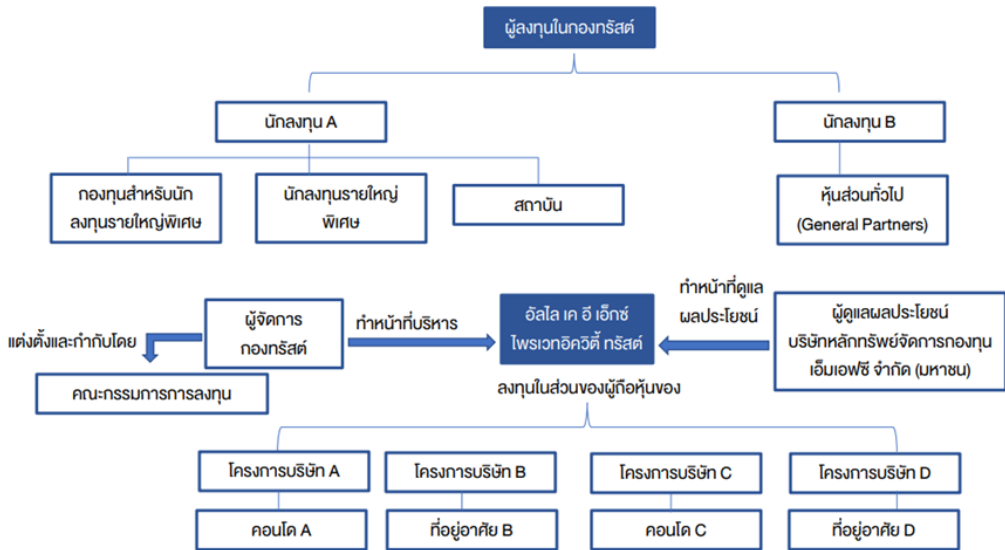 ผู้ลงทุนในกองทรัสต์
นักลงทุน A
นักลงทุน B
กองทุนสำหรับนัก
ลงทุนรายใหญ่พิเศษ
นักลงทุนรายใหญ่
พิเศษ
สถาบัน
หุ้นส่วนทั่วไป
(General Partners)
แต่งตั้งและกำกับโดย
ผู้จัดการ
กองทรัสต์
ทำหน้าที่บริหาร
อัลไล เค อี เอ็กซ์
ไพรเวทอิควิตี้ ทรัสต์
ทำหน้าที่ดูแล
ผลประโยชน์
ผู้ดูแลผลประโยชน์
บริษัทหลักทรัพย์จัดการกองทุน
เอ็มเอฟซี จำกัด (มหาชน)
คณะกรรมการการลงทุน
ลงทุนในส่วนของผู้ถือหุ้นของ
โครงการบริษัท A
โครงการบริษัท B
โครงการบริษัท C
โครงการบริษัท D
คอนโด A
ที่อยู่อาศัย B
คอนโด C
ที่อยู่อาศัย D